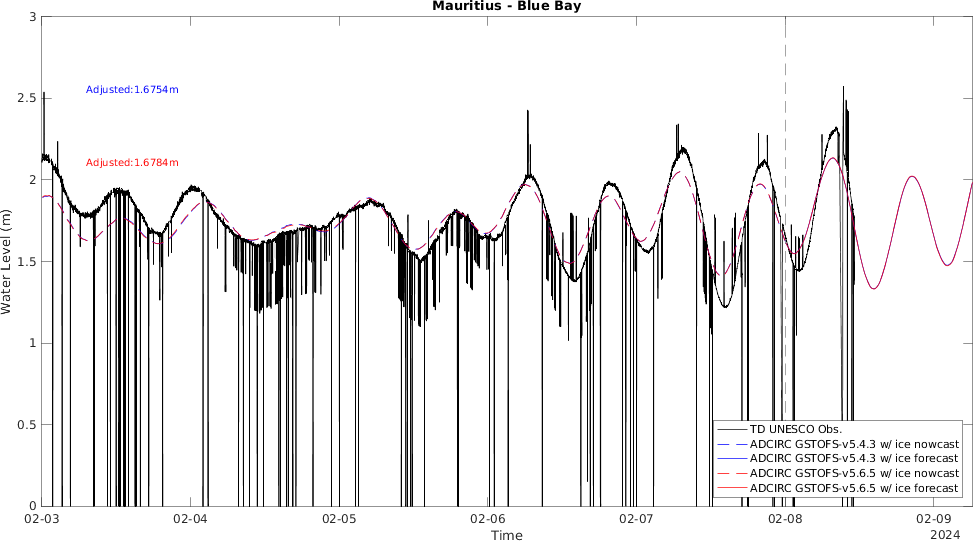 Mauritius - Blue Bay
3
2.5
2
1.5
1
0.5
0
Water Level (m)
Adjusted:1.6754m
Adjusted:1.6784m
TD UNESCO Obs.
ADCIRC GSTOFS-v5.4.3 w/ ice nowcast
ADCIRC GSTOFS-v5.4.3 w/ ice forecast
ADCIRC GSTOFS-v5.6.5 w/ ice nowcast
ADCIRC GSTOFS-v5.6.5 w/ ice forecast
02-03 02-04 02-05 02-06 02-07 02-08 02-09
Time
2024